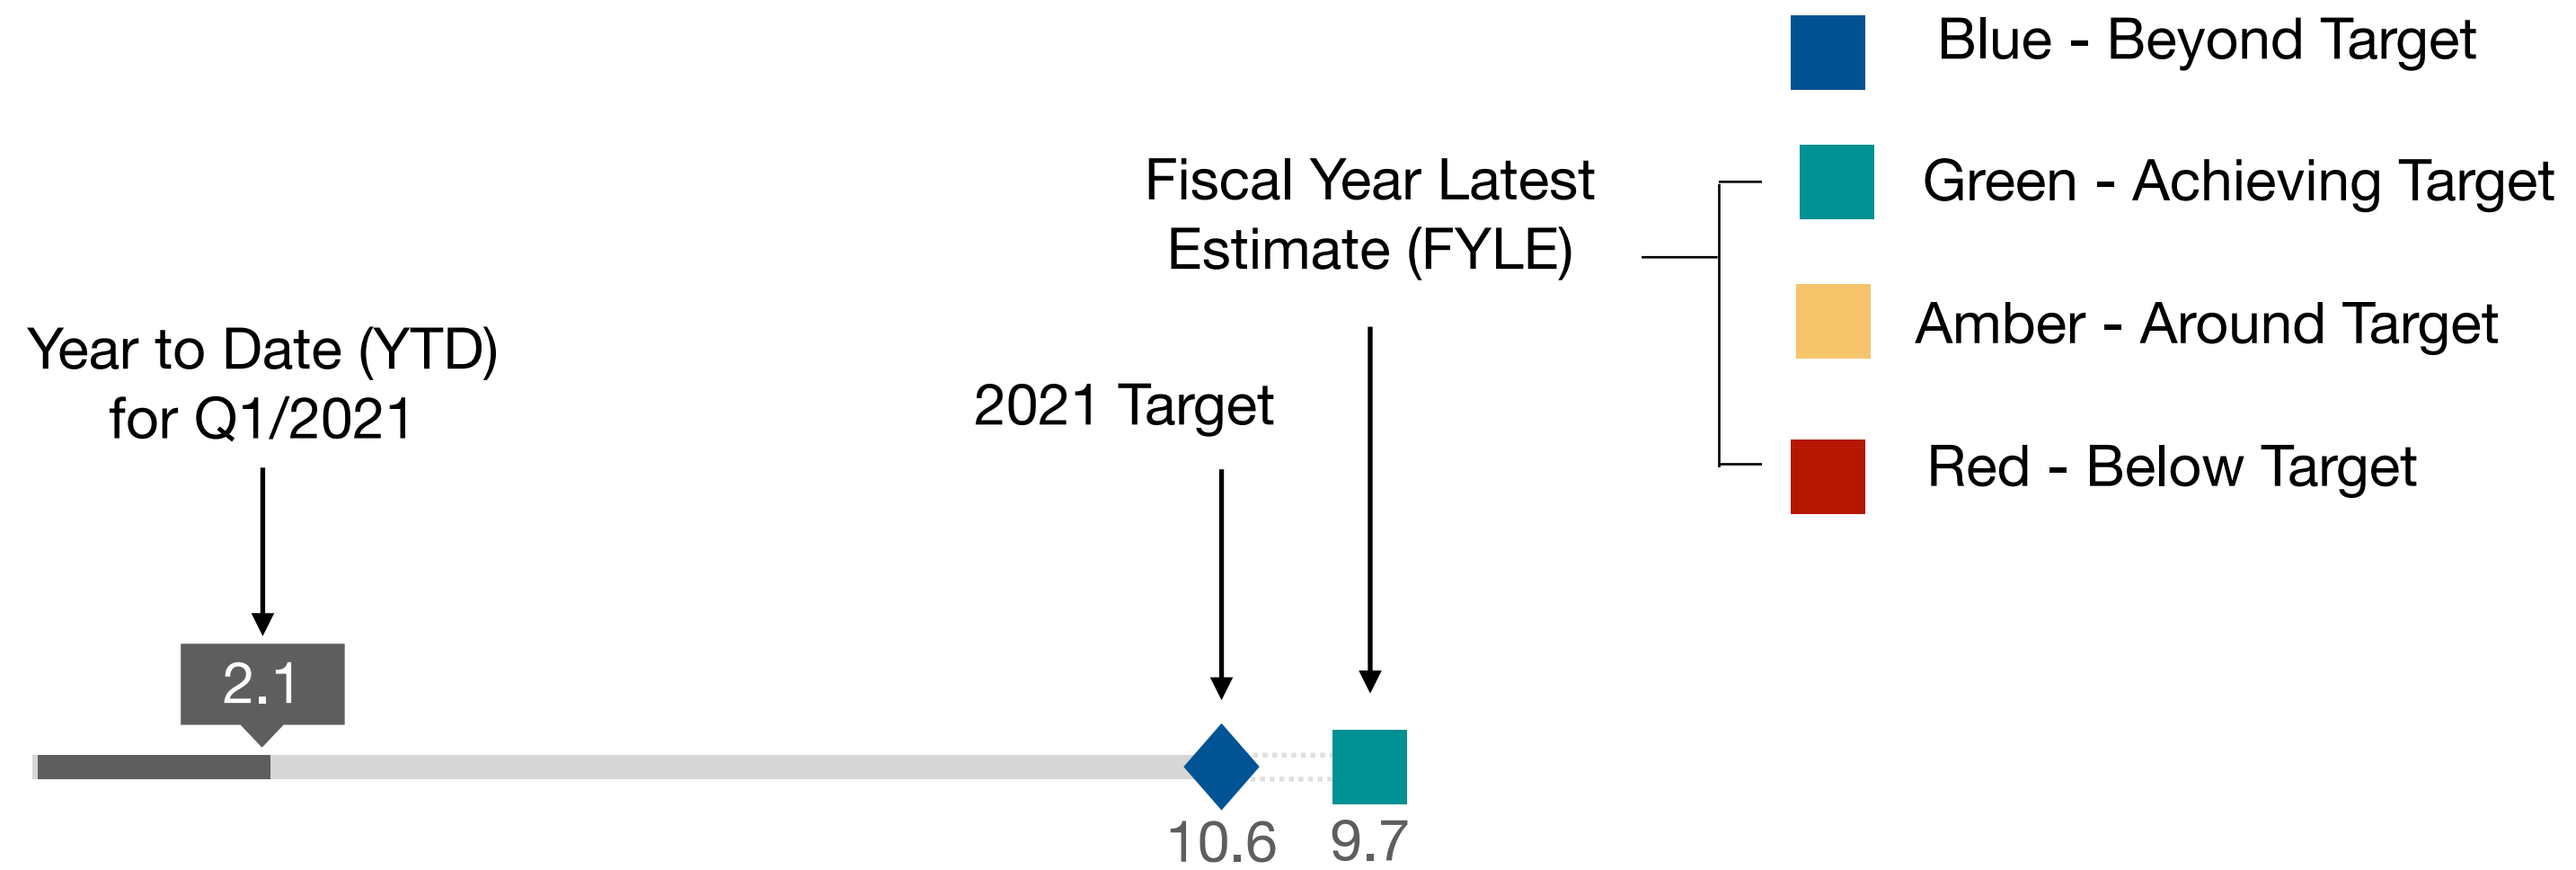 Blue - Beyond Target
Fiscal Year Latest
Estimate (FYLE)
Green - Achieving Target
Amber - Around Target
Red - Below Target
Year to Date (YTD)
for Q1/2021
2021 Target
2.1
10.6
9.7